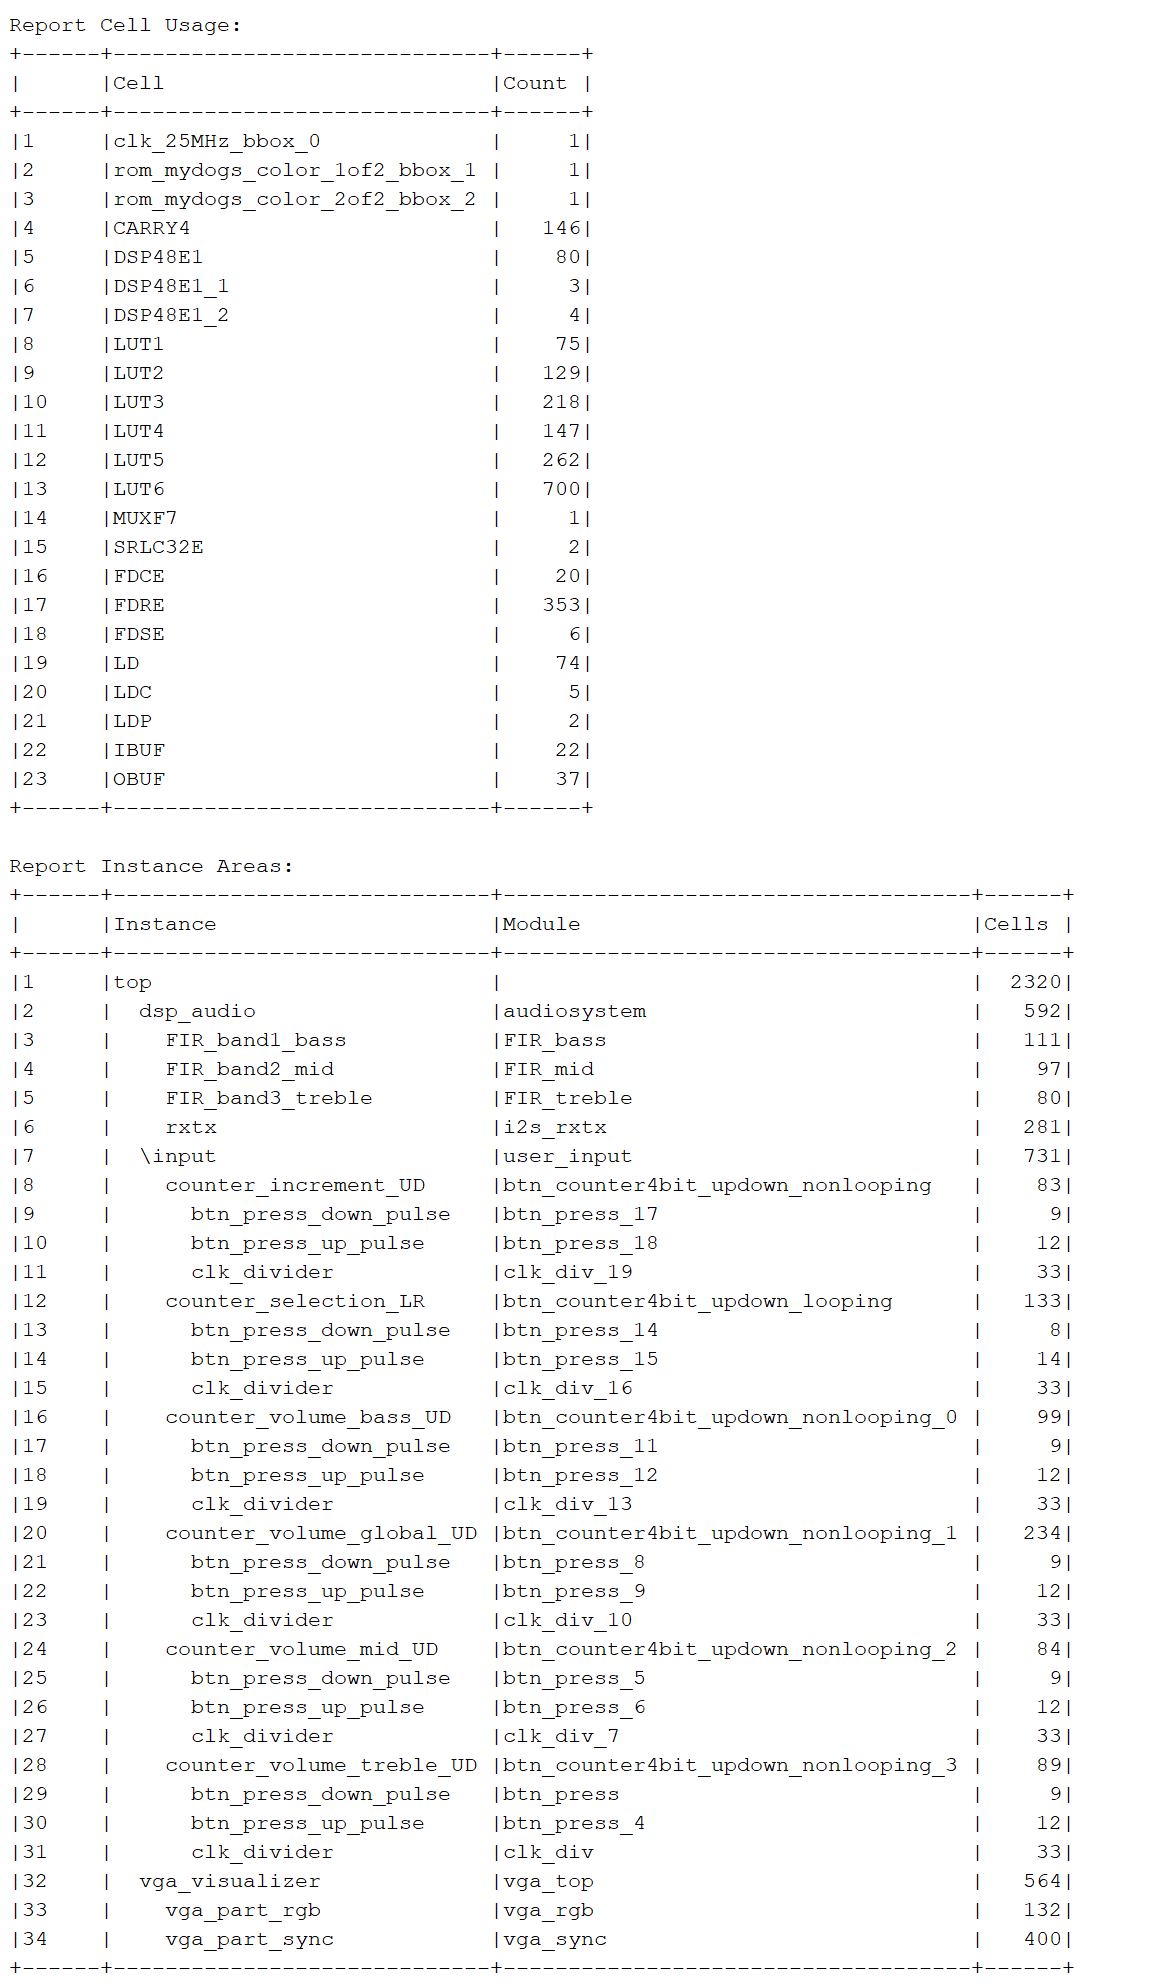 Report Cell Usage:
+------+-----------------------------+------+
|      |Cell                         |Count |
+------+-----------------------------+------+
|1     |clk_25MHz_bbox_0             |     1|
|2     |rom_mydogs_color_1of2_bbox_1 |     1|
|3     |rom_mydogs_color_2of2_bbox_2 |     1|
|4     |CARRY4                       |   146|
|5     |DSP48E1                      |    80|
|6     |DSP48E1_1                    |     3|
|7     |DSP48E1_2                    |     4|
|8     |LUT1                         |    75|
|9     |LUT2                         |   129|
|10    |LUT3                         |   218|
|11    |LUT4                         |   147|
|12    |LUT5                         |   262|
|13    |LUT6                         |   700|
|14    |MUXF7                        |     1|
|15    |SRLC32E                      |     2|
|16    |FDCE                         |    20|
|17    |FDRE                         |   353|
|18    |FDSE                         |     6|
|19    |LD                           |    74|
|20    |LDC                          |     5|
|21    |LDP                          |     2|
|22    |IBUF                         |    22|
|23    |OBUF                         |    37|
+------+-----------------------------+------+
Report Instance Areas:
+------+-----------------------------+------------------------------------+------+
|      |Instance                     |Module                              |Cells |
+------+-----------------------------+------------------------------------+------+
|1     |top                          |                                    |  2320|
|2     |  dsp_audio                  |audiosystem                         |   592|
|3     |    FIR_band1_bass           |FIR_bass                            |   111|
|4     |    FIR_band2_mid            |FIR_mid                             |    97|
|5     |    FIR_band3_treble         |FIR_treble                          |    80|
|6     |    rxtx                     |i2s_rxtx                            |   281|
|7     |  \input                     |user_input                          |   731|
|8     |    counter_increment_UD     |btn_counter4bit_updown_nonlooping   |    83|
|9     |      btn_press_down_pulse   |btn_press_17                        |     9|
|10    |      btn_press_up_pulse     |btn_press_18                        |    12|
|11    |      clk_divider            |clk_div_19                          |    33|
|12    |    counter_selection_LR     |btn_counter4bit_updown_looping      |   133|
|13    |      btn_press_down_pulse   |btn_press_14                        |     8|
|14    |      btn_press_up_pulse     |btn_press_15                        |    14|
|15    |      clk_divider            |clk_div_16                          |    33|
|16    |    counter_volume_bass_UD   |btn_counter4bit_updown_nonlooping_0 |    99|
|17    |      btn_press_down_pulse   |btn_press_11                        |     9|
|18    |      btn_press_up_pulse     |btn_press_12                        |    12|
|19    |      clk_divider            |clk_div_13                          |    33|
|20    |    counter_volume_global_UD |btn_counter4bit_updown_nonlooping_1 |   234|
|21    |      btn_press_down_pulse   |btn_press_8                         |     9|
|22    |      btn_press_up_pulse     |btn_press_9                         |    12|
|23    |      clk_divider            |clk_div_10                          |    33|
|24    |    counter_volume_mid_UD    |btn_counter4bit_updown_nonlooping_2 |    84|
|25    |      btn_press_down_pulse   |btn_press_5                         |     9|
|26    |      btn_press_up_pulse     |btn_press_6                         |    12|
|27    |      clk_divider            |clk_div_7                           |    33|
|28    |    counter_volume_treble_UD |btn_counter4bit_updown_nonlooping_3 |    89|
|29    |      btn_press_down_pulse   |btn_press                           |     9|
|30    |      btn_press_up_pulse     |btn_press_4                         |    12|
|31    |      clk_divider            |clk_div                             |    33|
|32    |  vga_visualizer             |vga_top                             |   564|
|33    |    vga_part_rgb             |vga_rgb                             |   132|
|34    |    vga_part_sync            |vga_sync                            |   400|
+------+-----------------------------+------------------------------------+------+